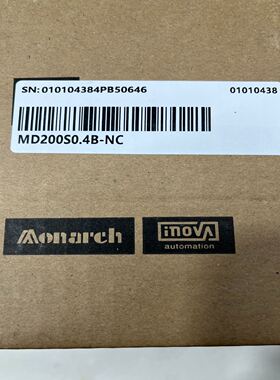 SN: 010104384PB50646 01010438
MD200S0.4B-NC
Monarch inovA
automation